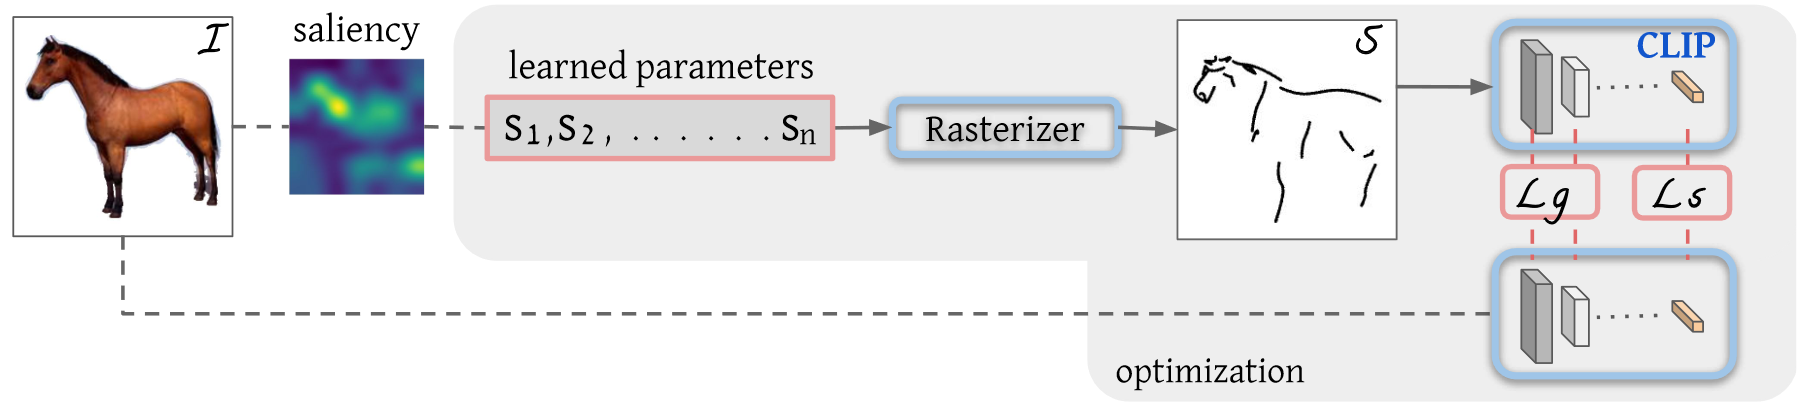 I
saliency
learned parameters
S1,S2, . . . . . . Sn
Rasterizer
S
CLIP
Lg
Ls
optimization